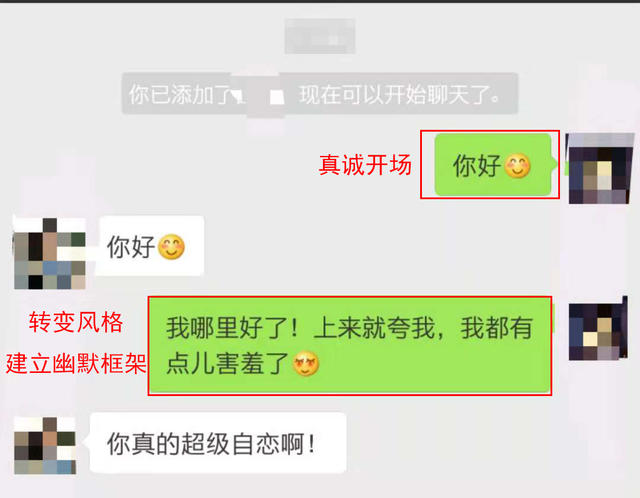 你已添加了 现在可以开始聊天了。
真诚开场
你好😊
你好😊
转变风格
建立幽默框架
我哪里好了！上来就夸我，我都有
点儿害羞了😍
你真的超级自恋啊！